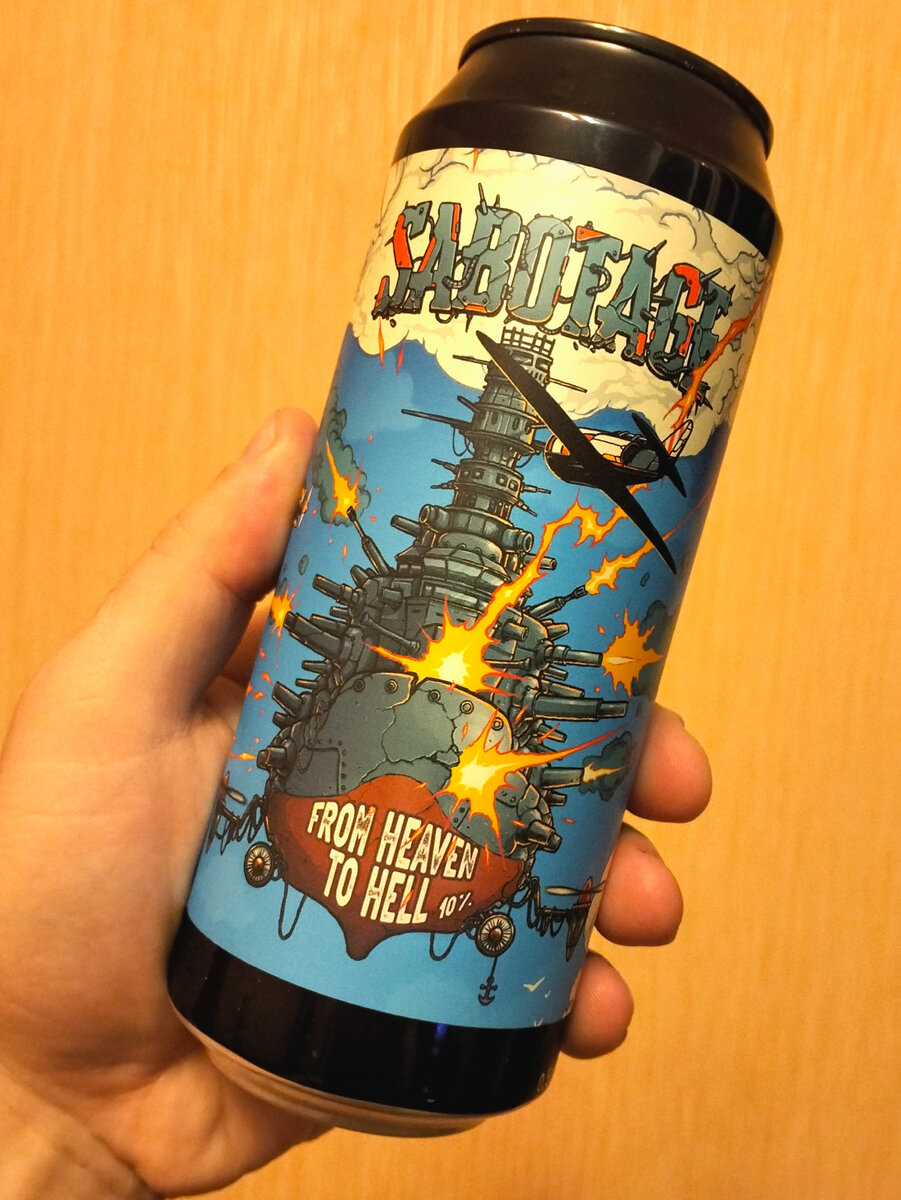 SABOTAGE
FROM HEAVEN
TO HELL 10%